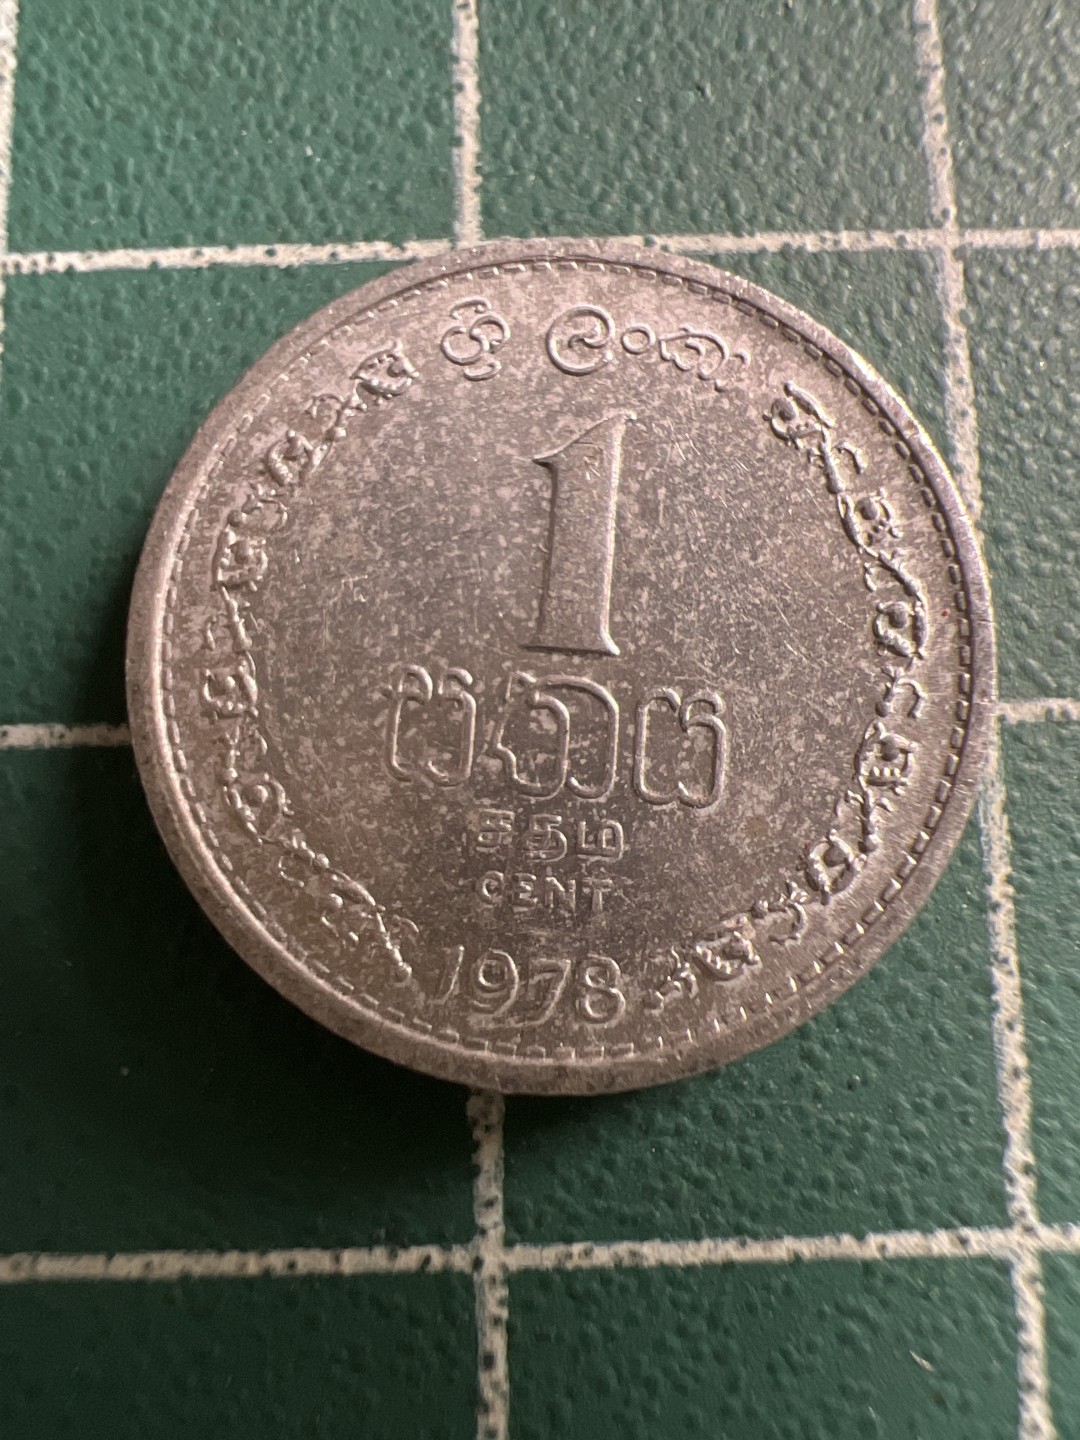 ශ්‍රී ලංකා
1
සතය
சதம்
CENT
1978